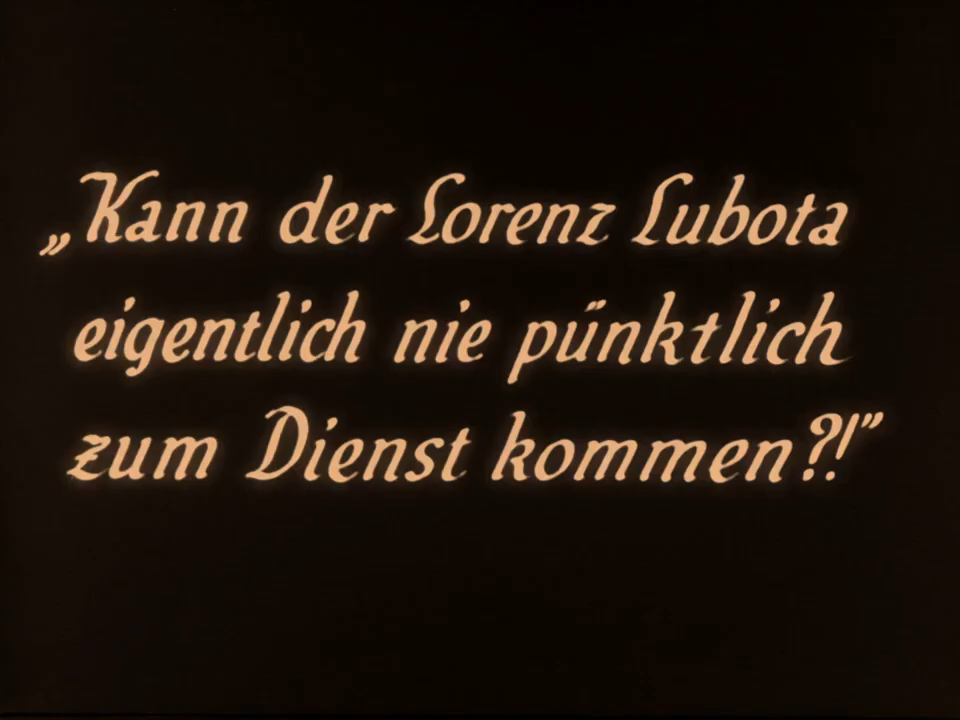 „Kann der Lorenz Lubota
eigentlich nie pünktlich
zum Dienst kommen?!”